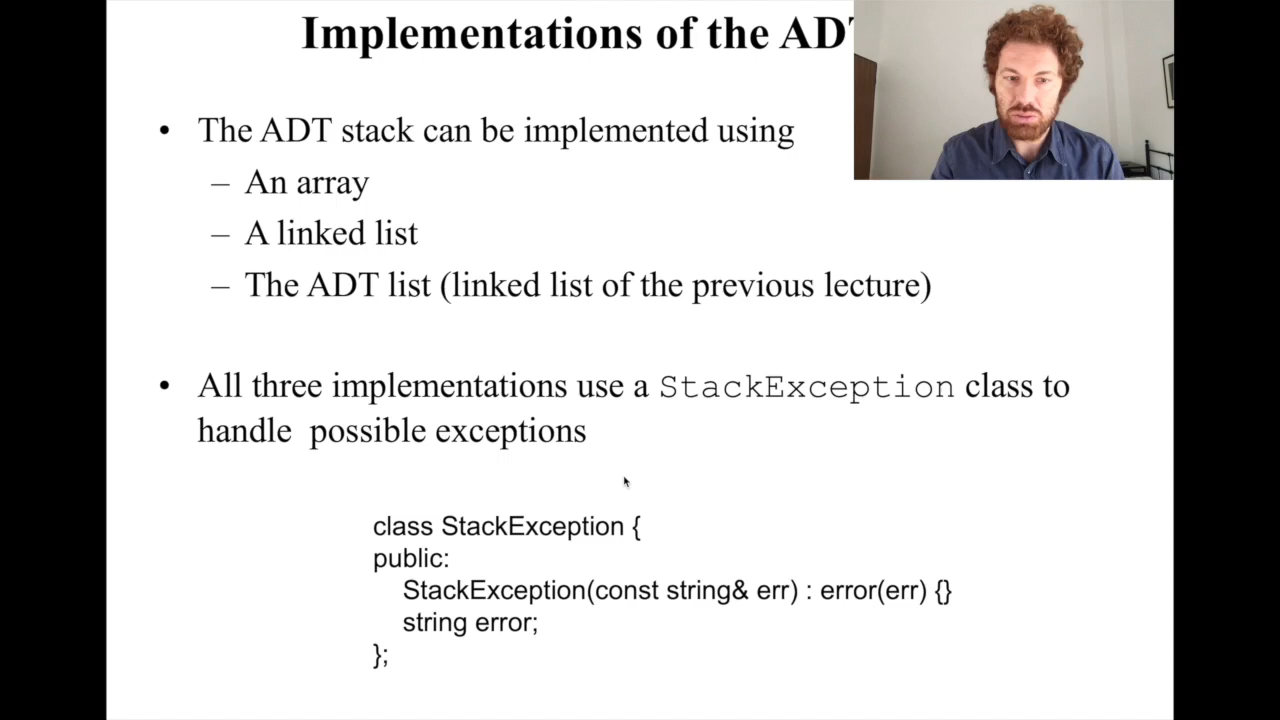 Implementations of the
• The ADT stack can be implemented using
– An array
– A linked list
– The ADT list (linked list of the previous lecture)
• All three implementations use a StackException class to
handle possible exceptions
class StackException {
public:
StackException(const string& err) : error(err) {}
string error;
};